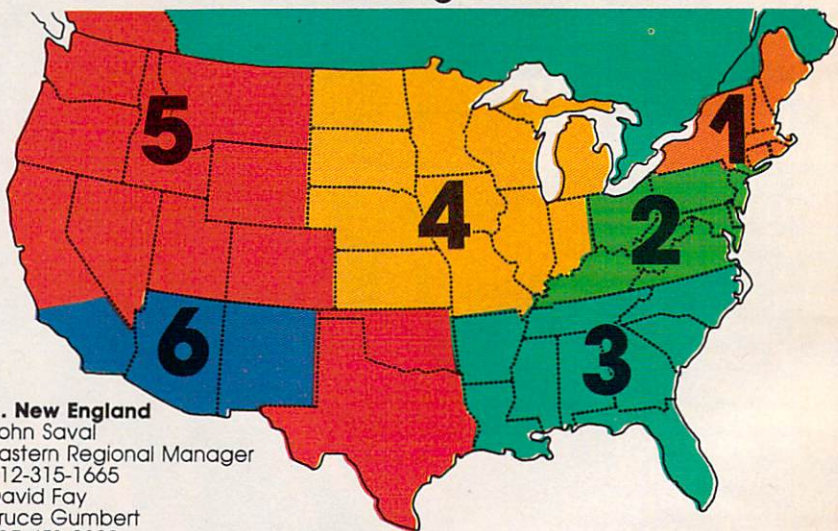 5
1
4
2
6
3
. New England
ohn Saval
astern Regional Manager
12-315-1665
David Fay
ruce Gumbert